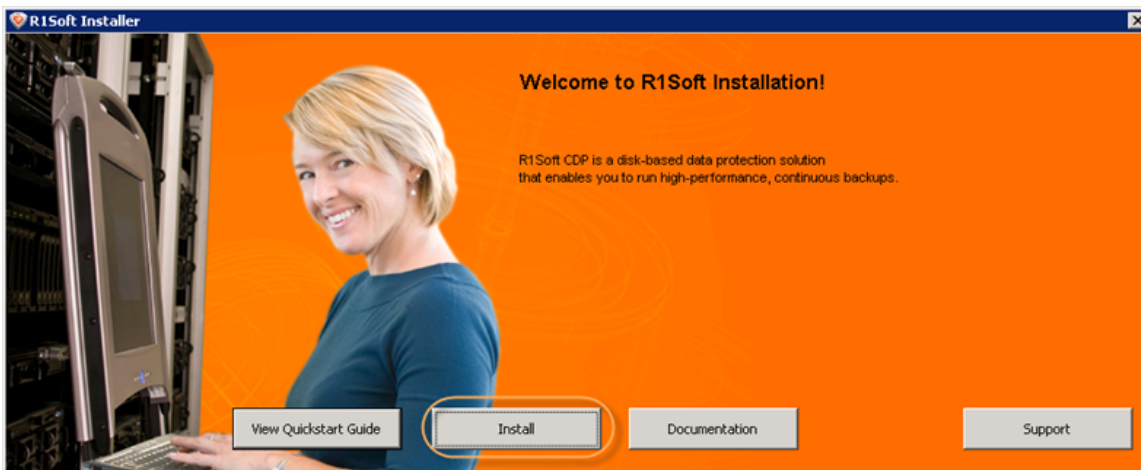 R1Soft Installer
Welcome to R1Soft Installation!
R1Soft CDP is a disk-based data protection solution
that enables you to run high-performance, continuous backups.
View Quickstart Guide
Install
Documentation
Support